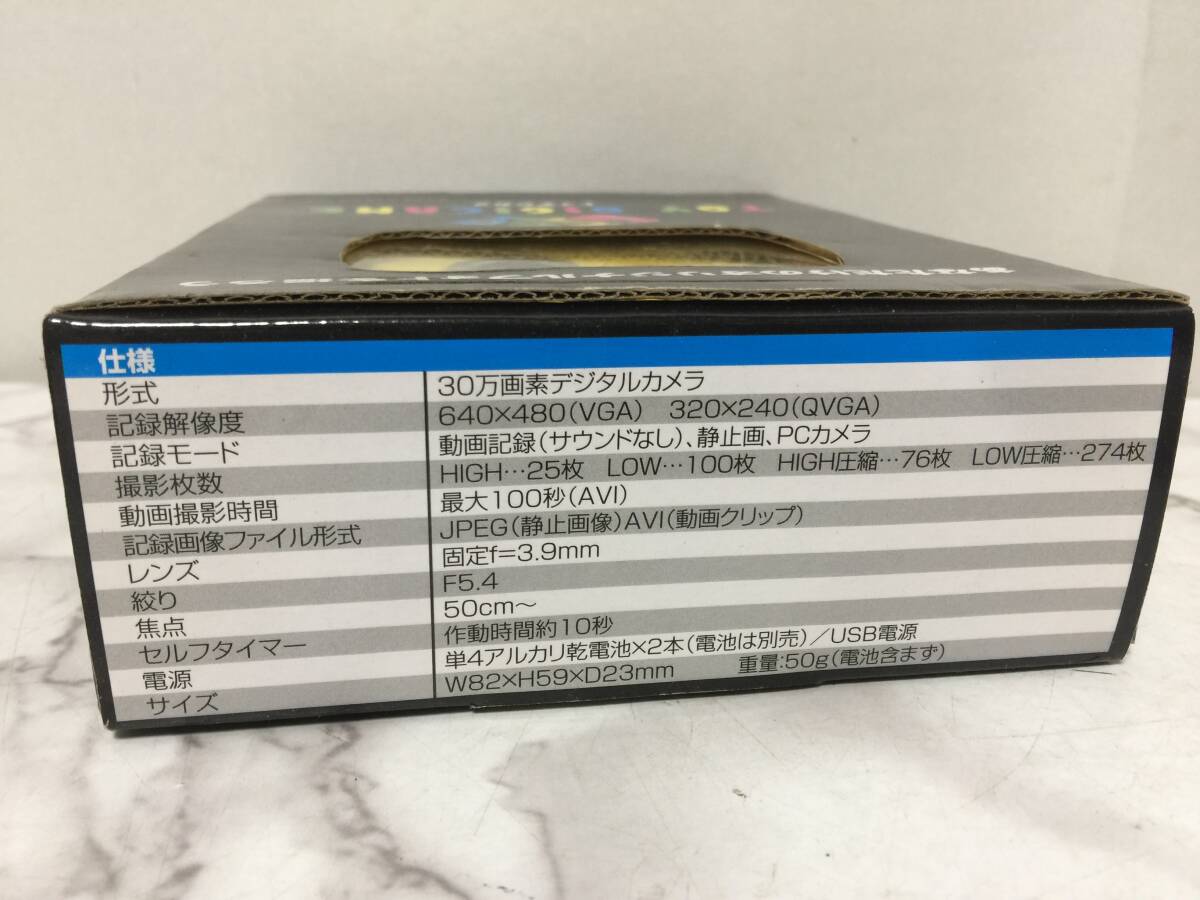 仕様
形式 30万画素デジタルカメラ
記録解像度 640×480(VGA) 320×240(QVGA)
記録モード 動画記録(サウンドなし)、静止画、PCカメラ
撮影枚数 HIGH…25枚 LOW…100枚 HIGH圧縮…76枚 LOW圧縮…274枚
動画撮影時間 最大100秒(AVI)
記録画像ファイル形式 JPEG(静止画像)AVI(動画クリップ)
レンズ 固定f=3.9mm
絞り F5.4
焦点 50cm〜
セルフタイマー 作動時間約10秒
電源 単4アルカリ乾電池×2本(電池は別売)/USB電源
サイズ W82×H59×D23mm 重量:50g(電池含まず)